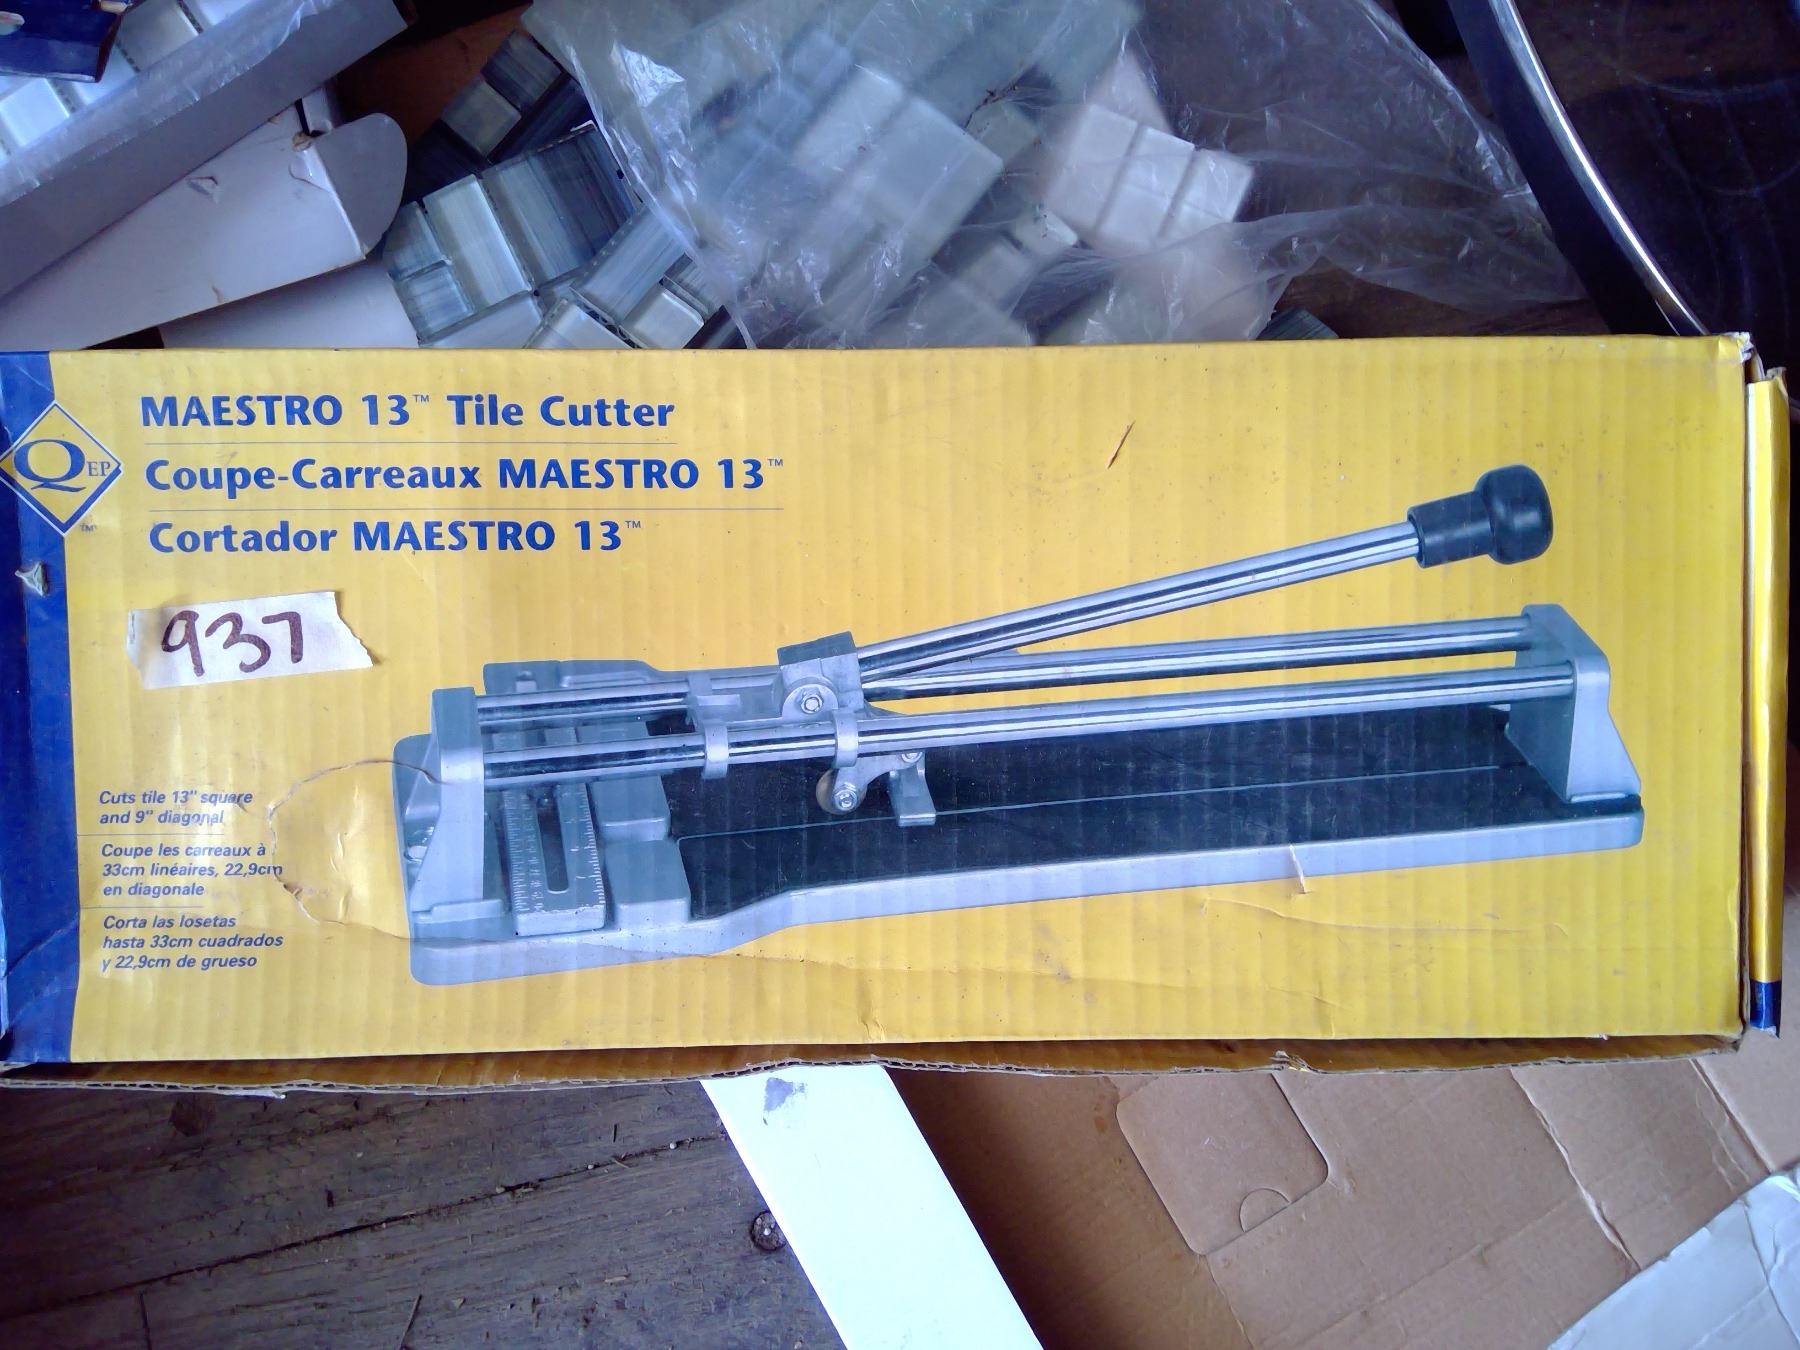 MAESTRO 13™ Tile Cutter
QEP
™
Coupe-Carreaux MAESTRO 13™
Cortador MAESTRO 13™
937
Cuts tile 13" square
and 9" diagonal
Coupe les carreaux à
33cm linéaires, 22,9cm
en diagonale
Corta las losetas
hasta 33cm cuadrados
y 22,9cm de grueso